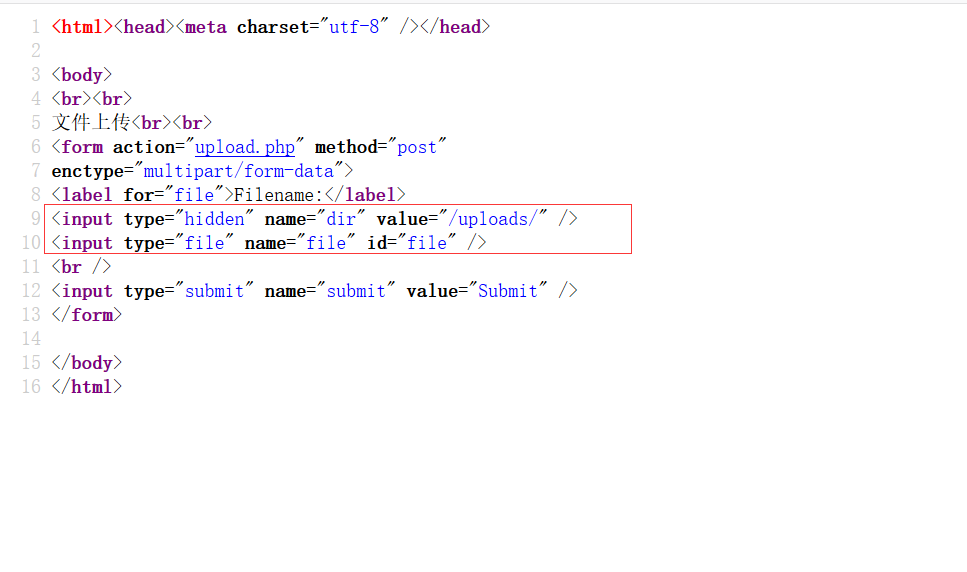 1 <html><head><meta charset="utf-8" /></head>
2
3 <body>
4 <br><br>
5 文件上传<br><br>
6 <form action="upload.php" method="post"
7 enctype="multipart/form-data">
8 <label for="file">Filename:</label>
9 <input type="hidden" name="dir" value="/uploads/" />
10 <input type="file" name="file" id="file" />
11 <br />
12 <input type="submit" name="submit" value="Submit" />
13 </form>
14
15 </body>
16 </html>